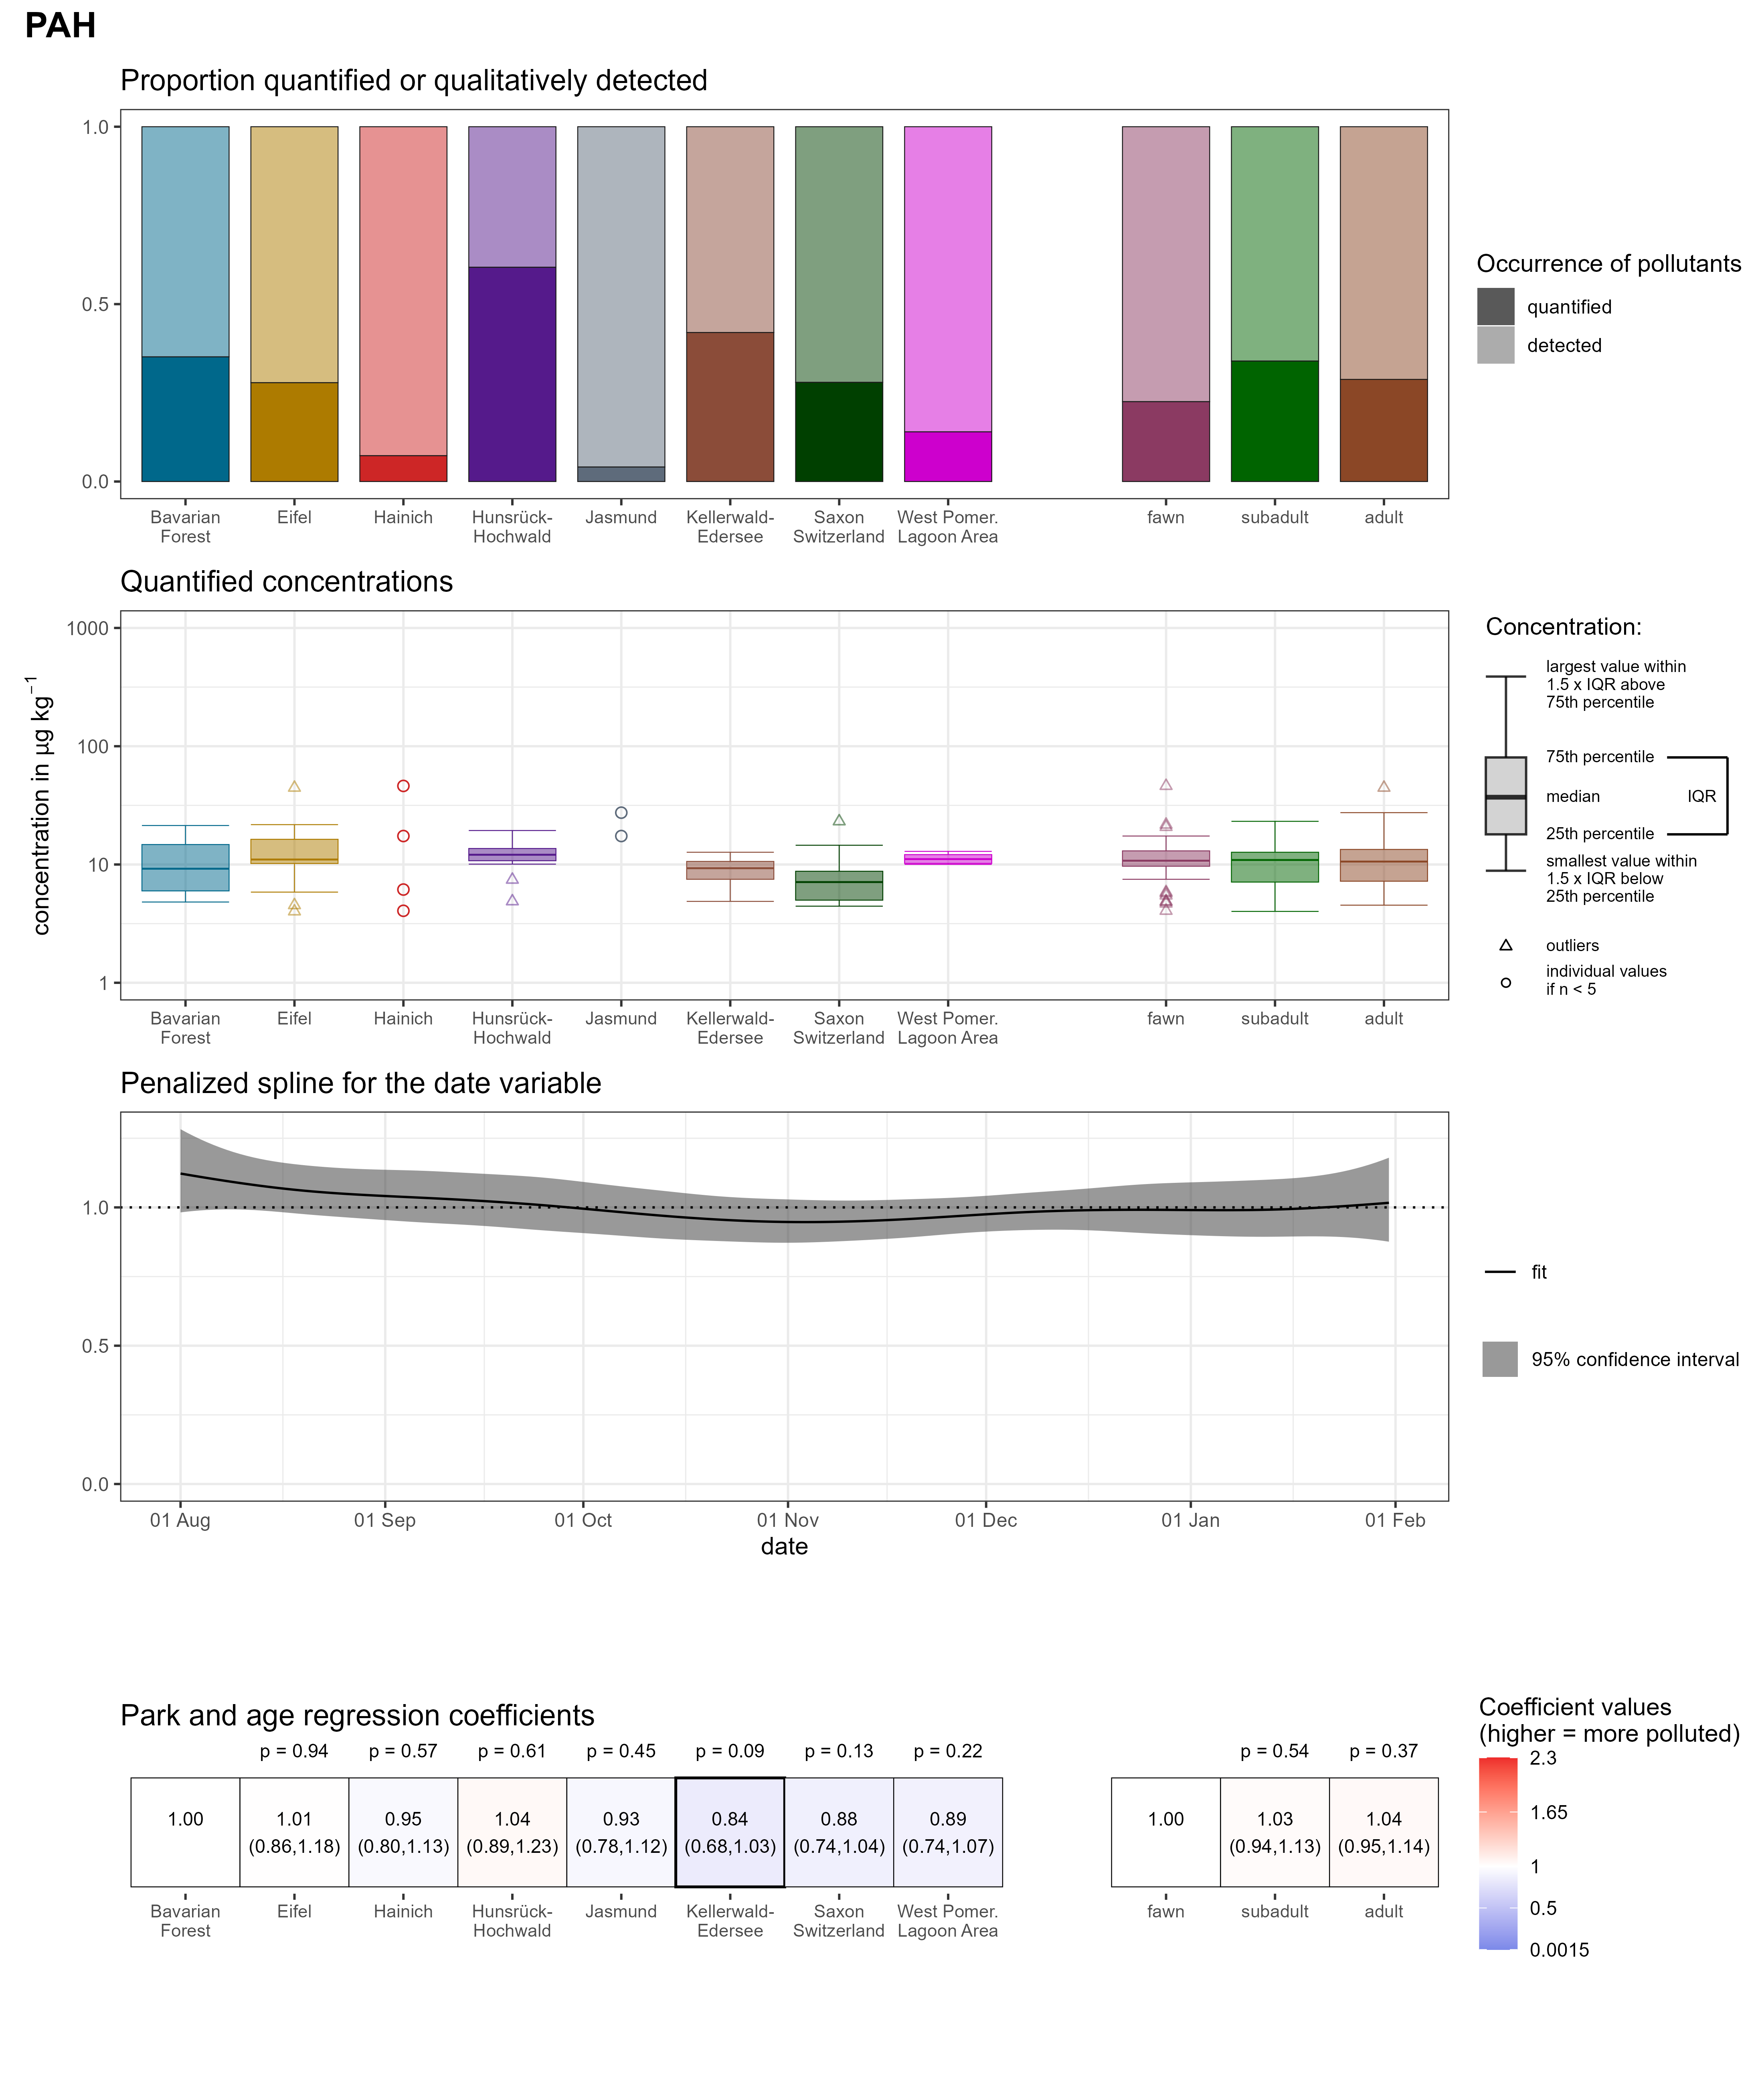 PAH
Proportion quantified or qualitatively detected
1.0
0.5
0.0
Bavarian Forest
Eifel
Hainich
Hunsrück-Hochwald
Jasmund
Kellerwald-Edersee
Saxon Switzerland
West Pomer. Lagoon Area
fawn
subadult
adult
Occurrence of pollutants
quantified
detected
Quantified concentrations
concentration in µg kg⁻¹
1000
100
10
1
Bavarian Forest
Eifel
Hainich
Hunsrück-Hochwald
Jasmund
Kellerwald-Edersee
Saxon Switzerland
West Pomer. Lagoon Area
fawn
subadult
adult
Concentration:
largest value within
1.5 x IQR above
75th percentile
75th percentile
median
IQR
25th percentile
smallest value within
1.5 x IQR below
25th percentile
outliers
individual values
if n < 5
Penalized spline for the date variable
1.0
0.5
0.0
01 Aug
01 Sep
01 Oct
01 Nov
01 Dec
01 Jan
01 Feb
date
fit
95% confidence interval
Park and age regression coefficients
p = 0.94 p = 0.57 p = 0.61 p = 0.45 p = 0.09 p = 0.13 p = 0.22 p = 0.54 p = 0.37
1.00 1.01 0.95 1.04 0.93 0.84 0.88 0.89 1.00 1.03 1.04
(0.86,1.18) (0.80,1.13) (0.89,1.23) (0.78,1.12) (0.68,1.03) (0.74,1.04) (0.74,1.07) (0.94,1.13) (0.95,1.14)
Bavarian Forest
Eifel
Hainich
Hunsrück-Hochwald
Jasmund
Kellerwald-Edersee
Saxon Switzerland
West Pomer. Lagoon Area
fawn
subadult
adult
Coefficient values
(higher = more polluted)
2.3
1.65
1
0.5
0.0015